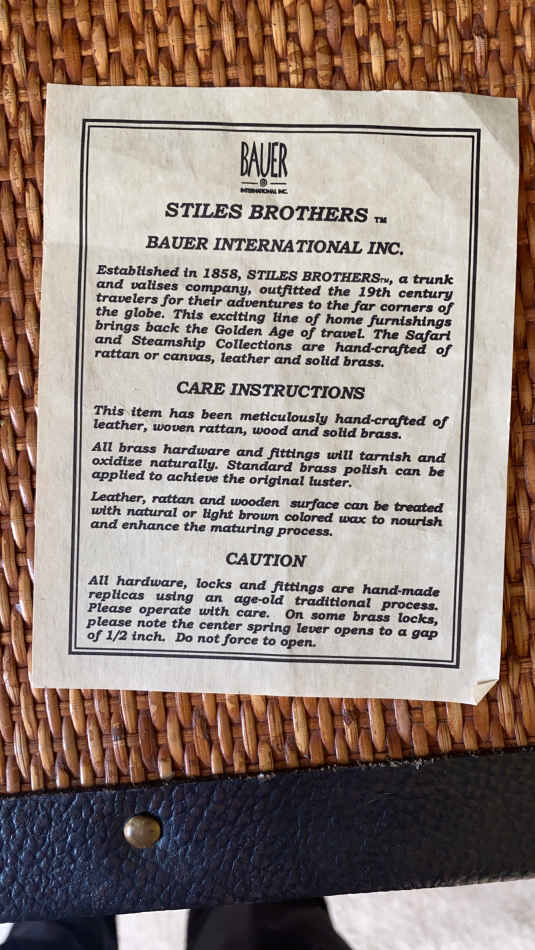 BAUER
INTERNATIONAL INC.
STILES BROTHERS TM
BAUER INTERNATIONAL INC.
Established in 1858, STILES BROTHERS TM, a trunk
and valises company, outfitted the 19th century
travelers for their adventures to the far corners of
the globe. This exciting line of home furnishings
brings back the Golden Age of travel. The Safari
and Steamship Collections are hand-crafted of
rattan or canvas, leather and solid brass.
CARE INSTRUCTIONS
This item has been meticulously hand-crafted of
leather, woven rattan, wood and solid brass.
All brass hardware and fittings will tarnish and
oxidize naturally. Standard brass polish can be
applied to achieve the original luster.
Leather, rattan and wooden surface can be treated
with natural or light brown colored wax to nourish
and enhance the maturing process.
CAUTION
All hardware, locks and fittings are hand-made
replicas using an age-old traditional process.
Please operate with care. On some brass locks,
please note the center spring lever opens to a gap
of 1/2 inch. Do not force to open.